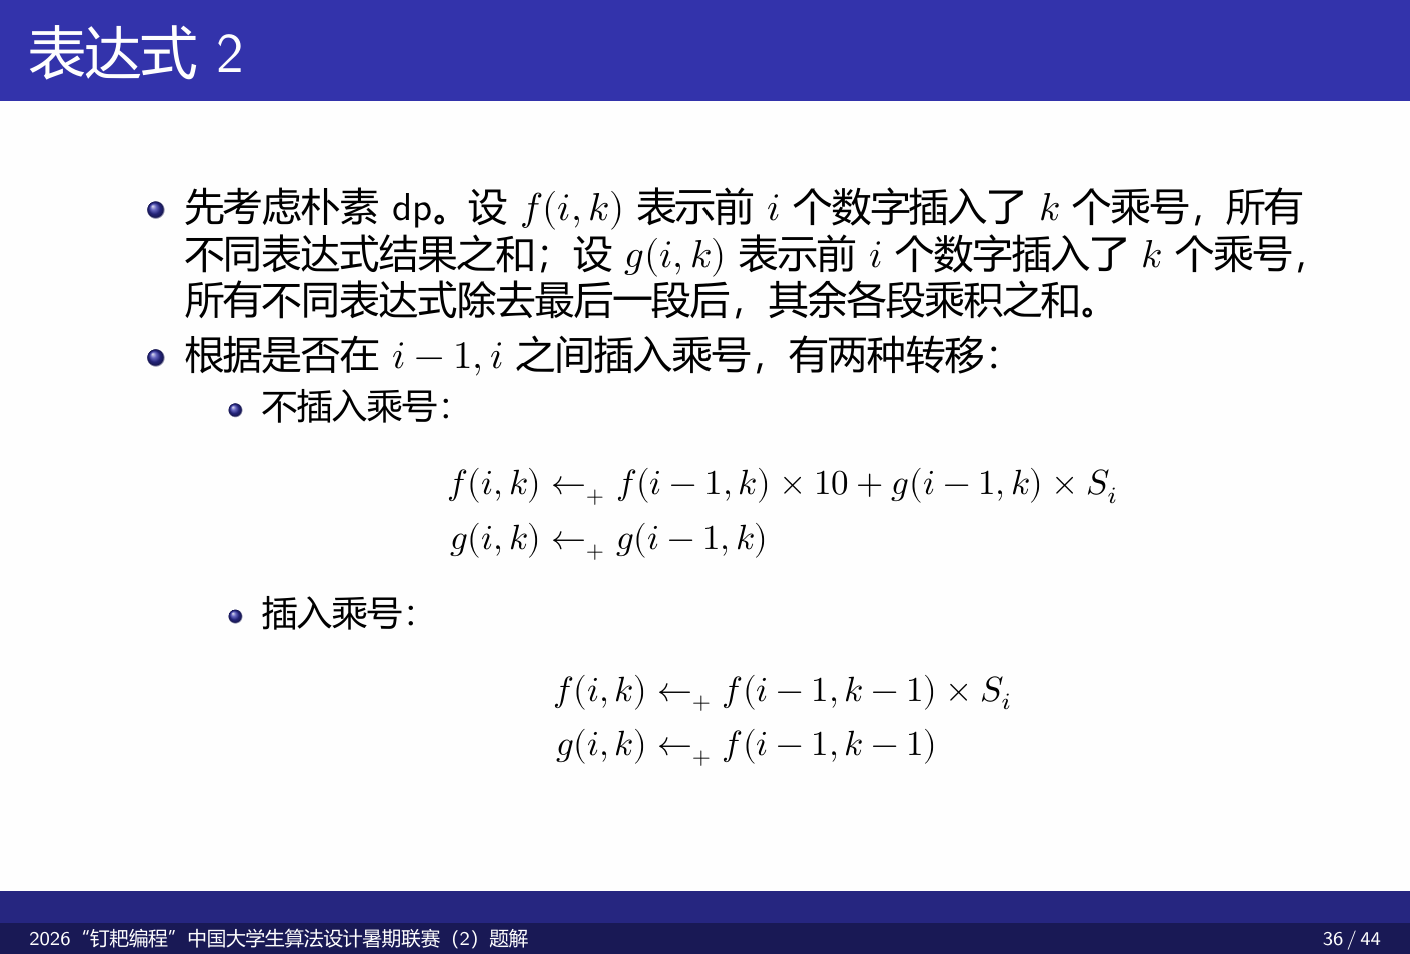 表达式 2
先考虑朴素 dp。设 f(i, k) 表示前 i 个数字插入了 k 个乘号，所有
不同表达式结果之和；设 g(i, k) 表示前 i 个数字插入了 k 个乘号，
所有不同表达式除去最后一段后，其余各段乘积之和。
根据是否在 i − 1, i 之间插入乘号，有两种转移：
不插入乘号：
f(i, k) ←₊ f(i − 1, k) × 10 + g(i − 1, k) × Sᵢ
g(i, k) ←₊ g(i − 1, k)
插入乘号：
f(i, k) ←₊ f(i − 1, k − 1) × Sᵢ
g(i, k) ←₊ f(i − 1, k − 1)
2026 “钉耙编程” 中国大学生算法设计暑期联赛（2）题解
36 / 44